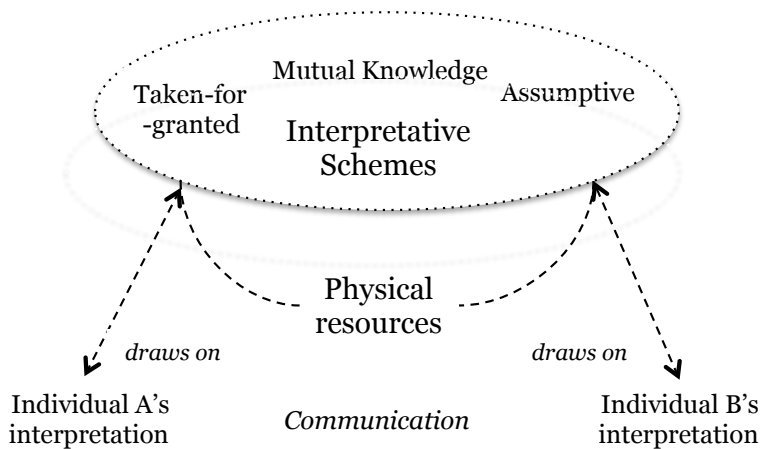 Mutual Knowledge
Taken-for
-granted
Assumptive
Interpretative
Schemes
Physical
resources
draws on
draws on
Individual A’s
interpretation
Communication
Individual B’s
interpretation